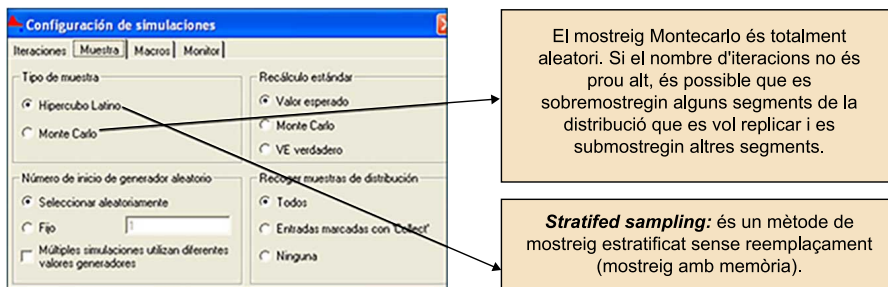 Configuración de simulaciones
Iteraciones Muestra Macros Monitor
Tipo de muestra
Hipercubo Latino
Monte Carlo
Recálculo estándar
Valor esperado
Monte Carlo
VE verdadero
Número de inicio de generador aleatorio
Seleccionar aleatoriamente
Fijo 1
Múltiples simulaciones utilizan diferentes
valores generadores
Recoger muestras de distribución
Todos
Entradas marcadas con 'Collect'
Ninguna
El mostreig Montecarlo és totalment
aleatori. Si el nombre d'iteracions no és
prou alt, és possible que es
sobremostregin alguns segments de la
distribució que es vol replicar i es
submostregin altres segments.
Stratifed sampling: és un mètode de
mostreig estratificat sense reemplaçament
(mostreig amb memòria).